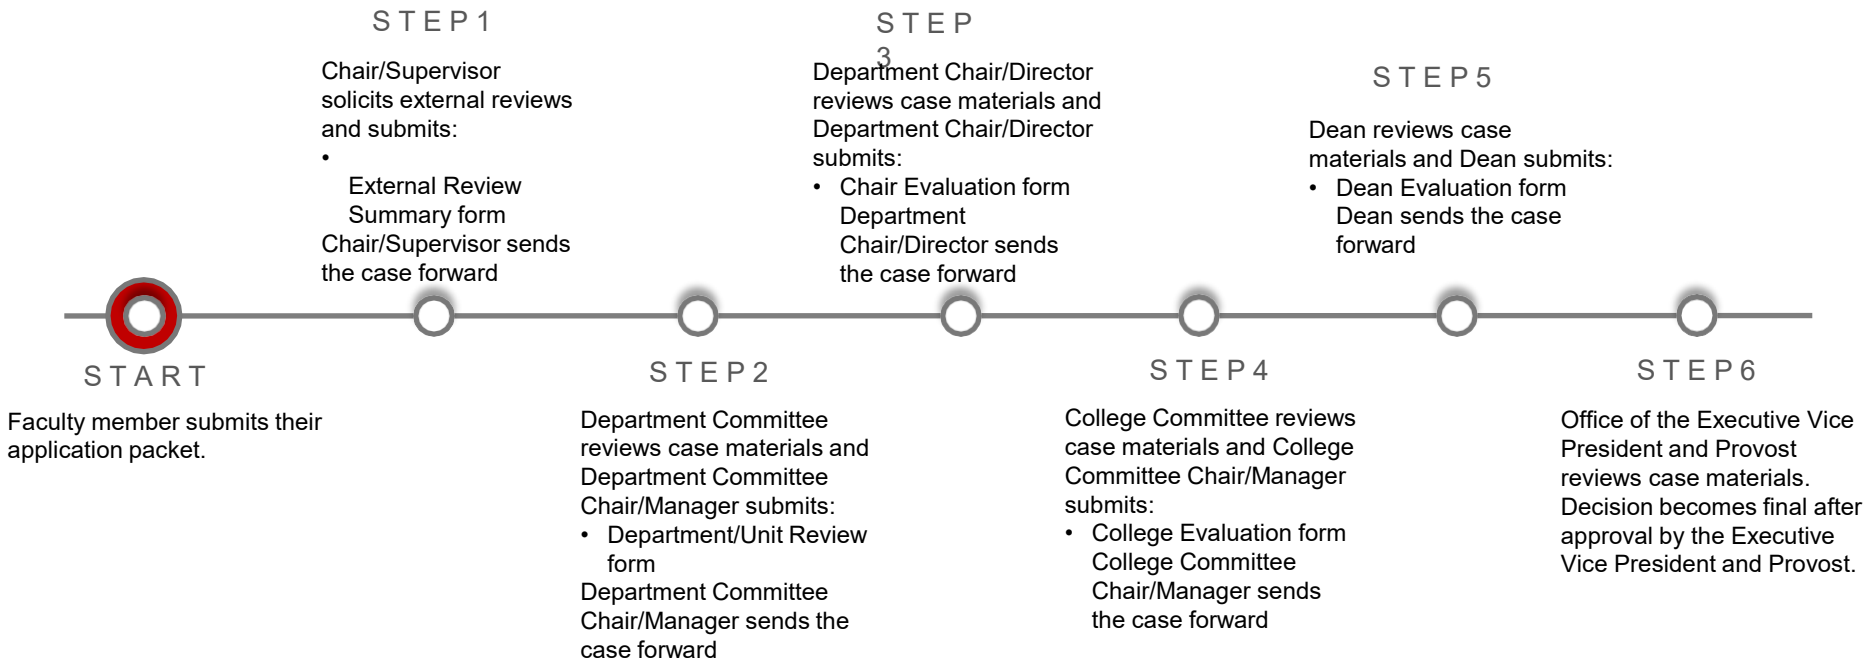 START
Faculty member submits their
application packet.
STEP1
Chair/Supervisor
solicits external reviews
and submits:
•
External Review
Summary form
Chair/Supervisor sends
the case forward
STEP2
Department Committee
reviews case materials and
Department Committee
Chair/Manager submits:
• Department/Unit Review
form
Department Committee
Chair/Manager sends the
case forward
STEP
3
Department Chair/Director
reviews case materials and
Department Chair/Director
submits:
• Chair Evaluation form
Department
Chair/Director sends
the case forward
STEP4
College Committee reviews
case materials and College
Committee Chair/Manager
submits:
• College Evaluation form
College Committee
Chair/Manager sends
the case forward
STEP5
Dean reviews case
materials and Dean submits:
• Dean Evaluation form
Dean sends the case
forward
STEP6
Office of the Executive Vice
President and Provost
reviews case materials.
Decision becomes final after
approval by the Executive
Vice President and Provost.